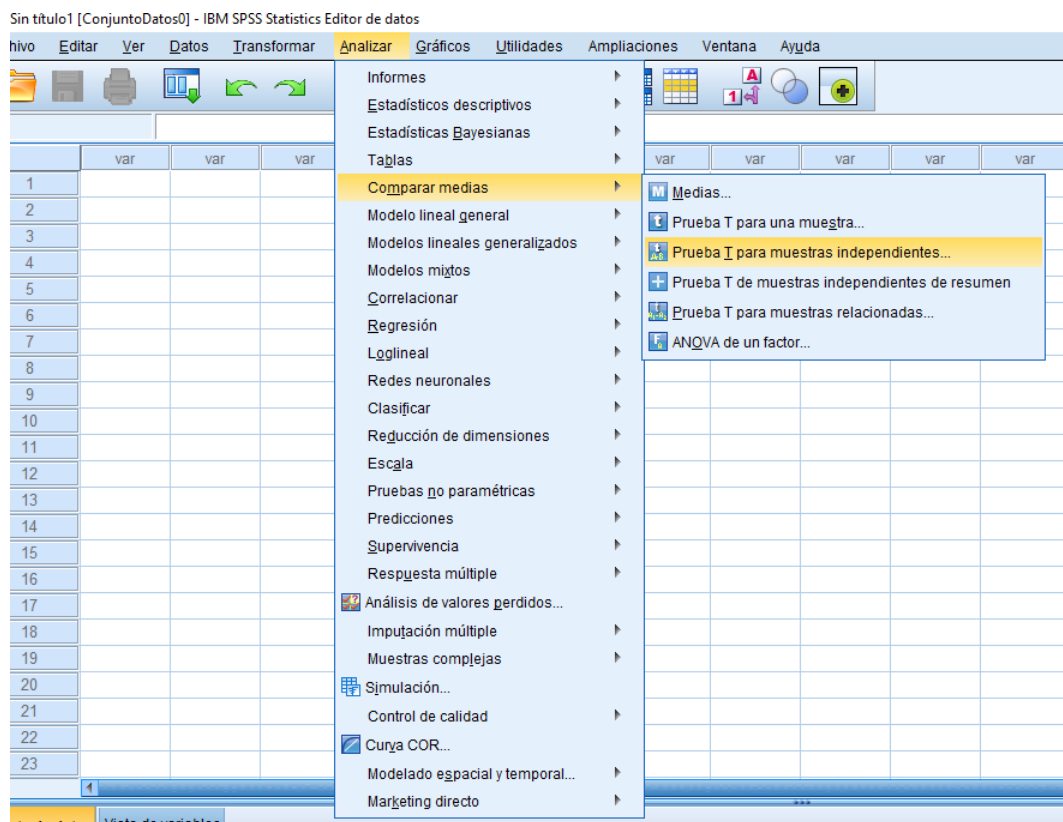 Sin título1 [ConjuntoDatos0] - IBM SPSS Statistics Editor de datos
hivo Editar Ver Datos Transformar Analizar Gráficos Utilidades Ampliaciones Ventana Ayuda
A
1
var var var var var var var var
Informes
Estadísticos descriptivos
Estadísticas Bayesianas
Tablas
Comparar medias
Modelo lineal general
Modelos lineales generalizados
Modelos mixtos
Correlacionar
Regresión
Loglineal
Redes neuronales
Clasificar
Reducción de dimensiones
Escala
Pruebas no paramétricas
Predicciones
Supervivencia
Respuesta múltiple
Análisis de valores perdidos...
Imputación múltiple
Muestras complejas
Simulación...
Control de calidad
Curva COR...
Modelado espacial y temporal...
Marketing directo
M Medias...
t Prueba T para una muestra...
Prueba T para muestras independientes...
Prueba T de muestras independientes de resumen
Prueba T para muestras relacionadas...
ANOVA de un factor...
1
2
3
4
5
6
7
8
9
10
11
12
13
14
15
16
17
18
19
20
21
22
23
Vista de variables